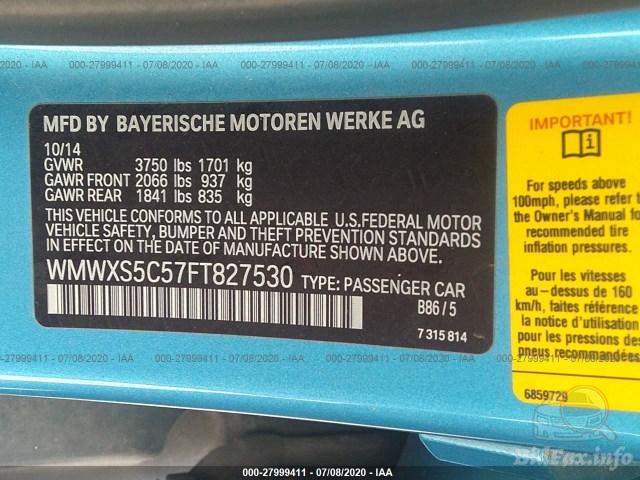 000-27999411 - 07/08/2020 - IAA
MFD BY BAYERISCHE MOTOREN WERKE AG
10/14
GVWR 3750 lbs 1701 kg
GAWR FRONT 2066 lbs 937 kg
GAWR REAR 1841 lbs 835 kg
THIS VEHICLE CONFORMS TO ALL APPLICABLE U.S.FEDERAL MOTOR
VEHICLE SAFETY, BUMPER AND THEFT PREVENTION STANDARDS
IN EFFECT ON THE DATE OF MANUFACTURE SHOWN ABOVE.
WMWXS5C57FT827530 TYPE: PASSENGER CAR
B86 / 5
7 315 814
IMPORTANT!
For speeds above
100mph, please refer t
the Owner's Manual fo
recommended tire
inflation pressures.
Pour les vitesses
au-dessus de 160
km/h, faites référence
la notice d'utilisation
pour les pressions des
pneus recommandées.
6859729
BidFax.info
000-27999411 - 07/08/2020 - IAA